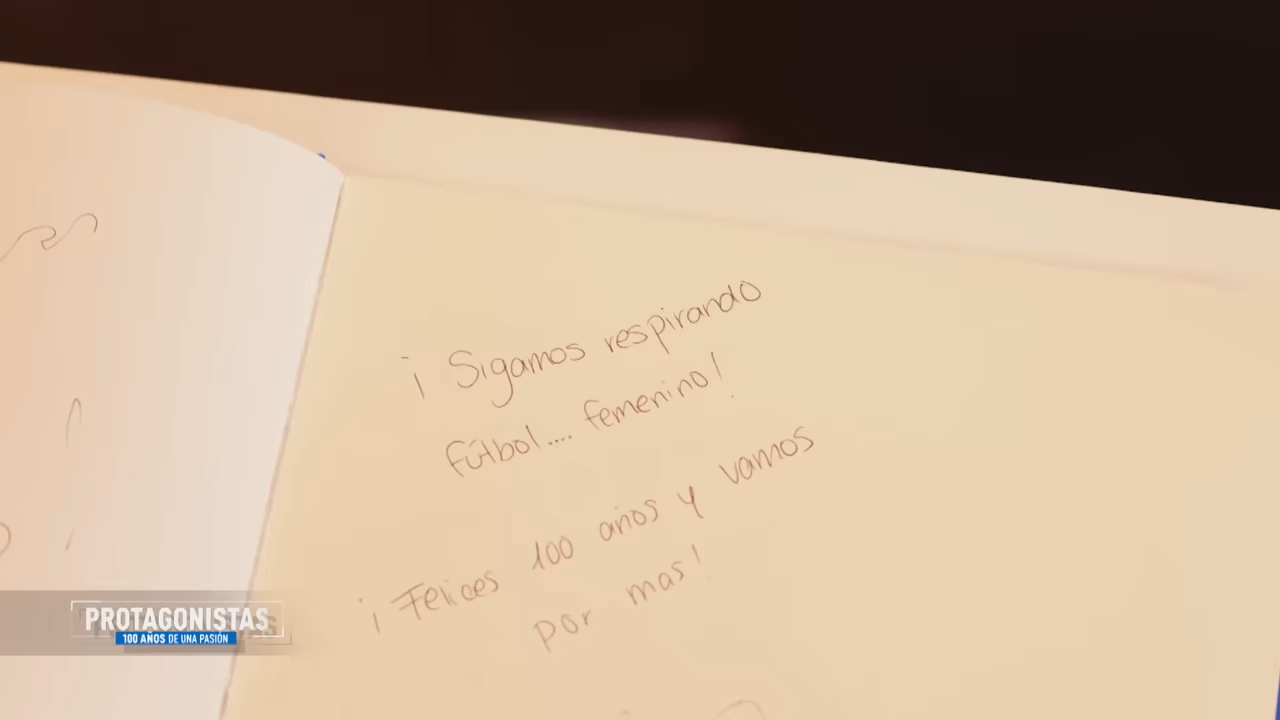 ¡ Sigamos respirando
fútbol.... femenino!
¡ Felices 100 años y vamos
por mas!
PROTAGONISTAS
100 AÑOS DE UNA PASIÓN